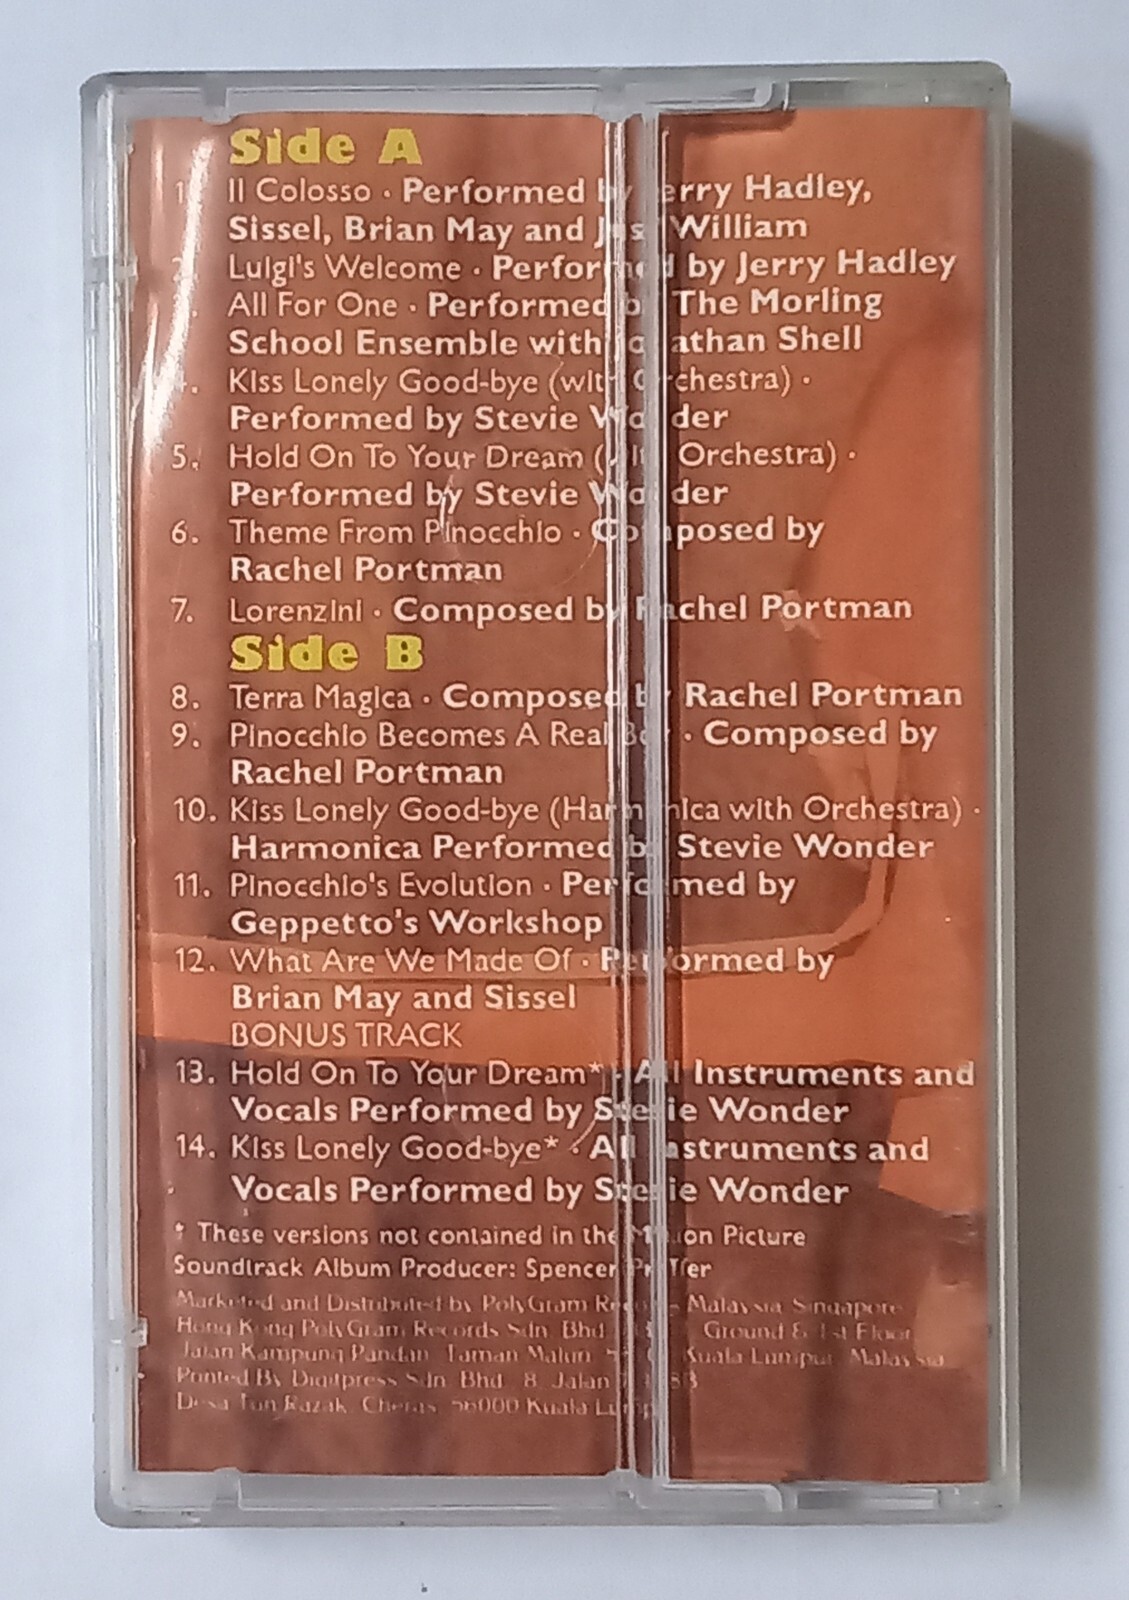 Side A
1. Il Colosso · Performed by Jerry Hadley,
Sissel, Brian May and Just William
2. Luigi's Welcome · Performed by Jerry Hadley
3. All For One · Performed by The Morling
School Ensemble with Jonathan Shell
4. Kiss Lonely Good-bye (with Orchestra) ·
Performed by Stevie Wonder
5. Hold On To Your Dream (with Orchestra) ·
Performed by Stevie Wonder
6. Theme From Pinocchio · Composed by
Rachel Portman
7. Lorenzini · Composed by Rachel Portman
Side B
8. Terra Magica · Composed by Rachel Portman
9. Pinocchio Becomes A Real Boy · Composed by
Rachel Portman
10. Kiss Lonely Good-bye (Harmonica with Orchestra) ·
Harmonica Performed by Stevie Wonder
11. Pinocchio's Evolution · Performed by
Geppetto's Workshop
12. What Are We Made Of · Performed by
Brian May and Sissel
BONUS TRACK
13. Hold On To Your Dream* · All Instruments and
Vocals Performed by Stevie Wonder
14. Kiss Lonely Good-bye* · All Instruments and
Vocals Performed by Stevie Wonder
* These versions not contained in the Motion Picture
Soundtrack Album Producer: Spencer Proffer
Marketed and Distributed by PolyGram Records Malaysia Singapore
Hong Kong PolyGram Records Sdn Bhd Ground & 1st Floor
Jalan Kampung Pandan Taman Maluri Kuala Lumpur Malaysia
Printed By Digitpress Sdn. Bhd. 8, Jalan
Desa Tun Razak, Cheras, 56000 Kuala Lumpur